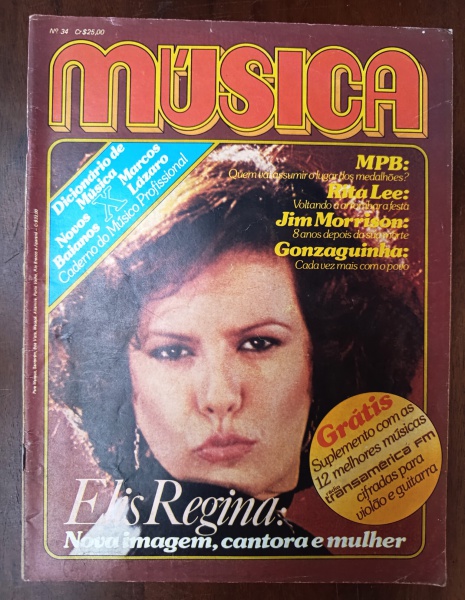 Nº 34 Cr$25,00
MÚSICA
Dicionário de
Música
Marcos
Lázaro
X
Novos
Baianos
Caderno do Músico Profissional
MPB:
Quem vai assumir o lugar dos medalhões?
Rita Lee:
Voltando a
a festa
Jim Morrison:
8 anos depois da sua morte
Gonzaguinha:
Cada vez mais com o povo
Grátis
Suplemento com as
12 melhores músicas
rádio
transamerica FM
cifradas para
violão e guitarra
Elis Regina:
Nova imagem, cantora e mulher